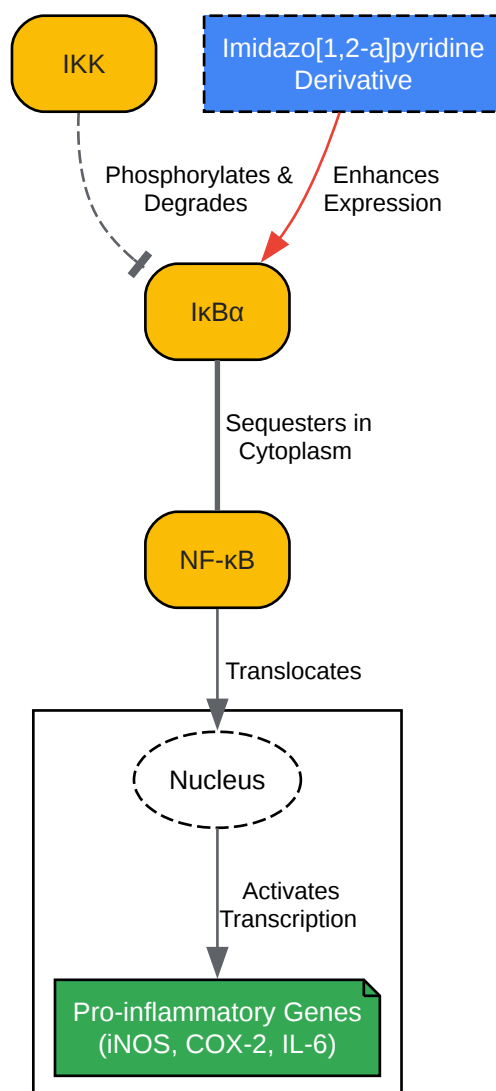 IKK
Imidazo[1,2-a]pyridine
Derivative
Phosphorylates &
Degrades
Enhances
Expression
IκBα
Sequesters in
Cytoplasm
NF-κB
Translocates
Nucleus
Activates
Transcription
Pro-inflammatory Genes
(iNOS, COX-2, IL-6)